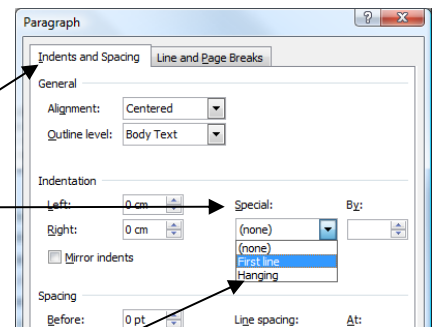 Paragraph
Indents and Spacing Line and Page Breaks
General
Alignment: Centered
Outline level: Body Text
Indentation
Left: 0 cm Special: By:
Right: 0 cm (none)
(none)
Mirror indents First line
Hanging
Spacing
Before: 0 pt Line spacing: At: